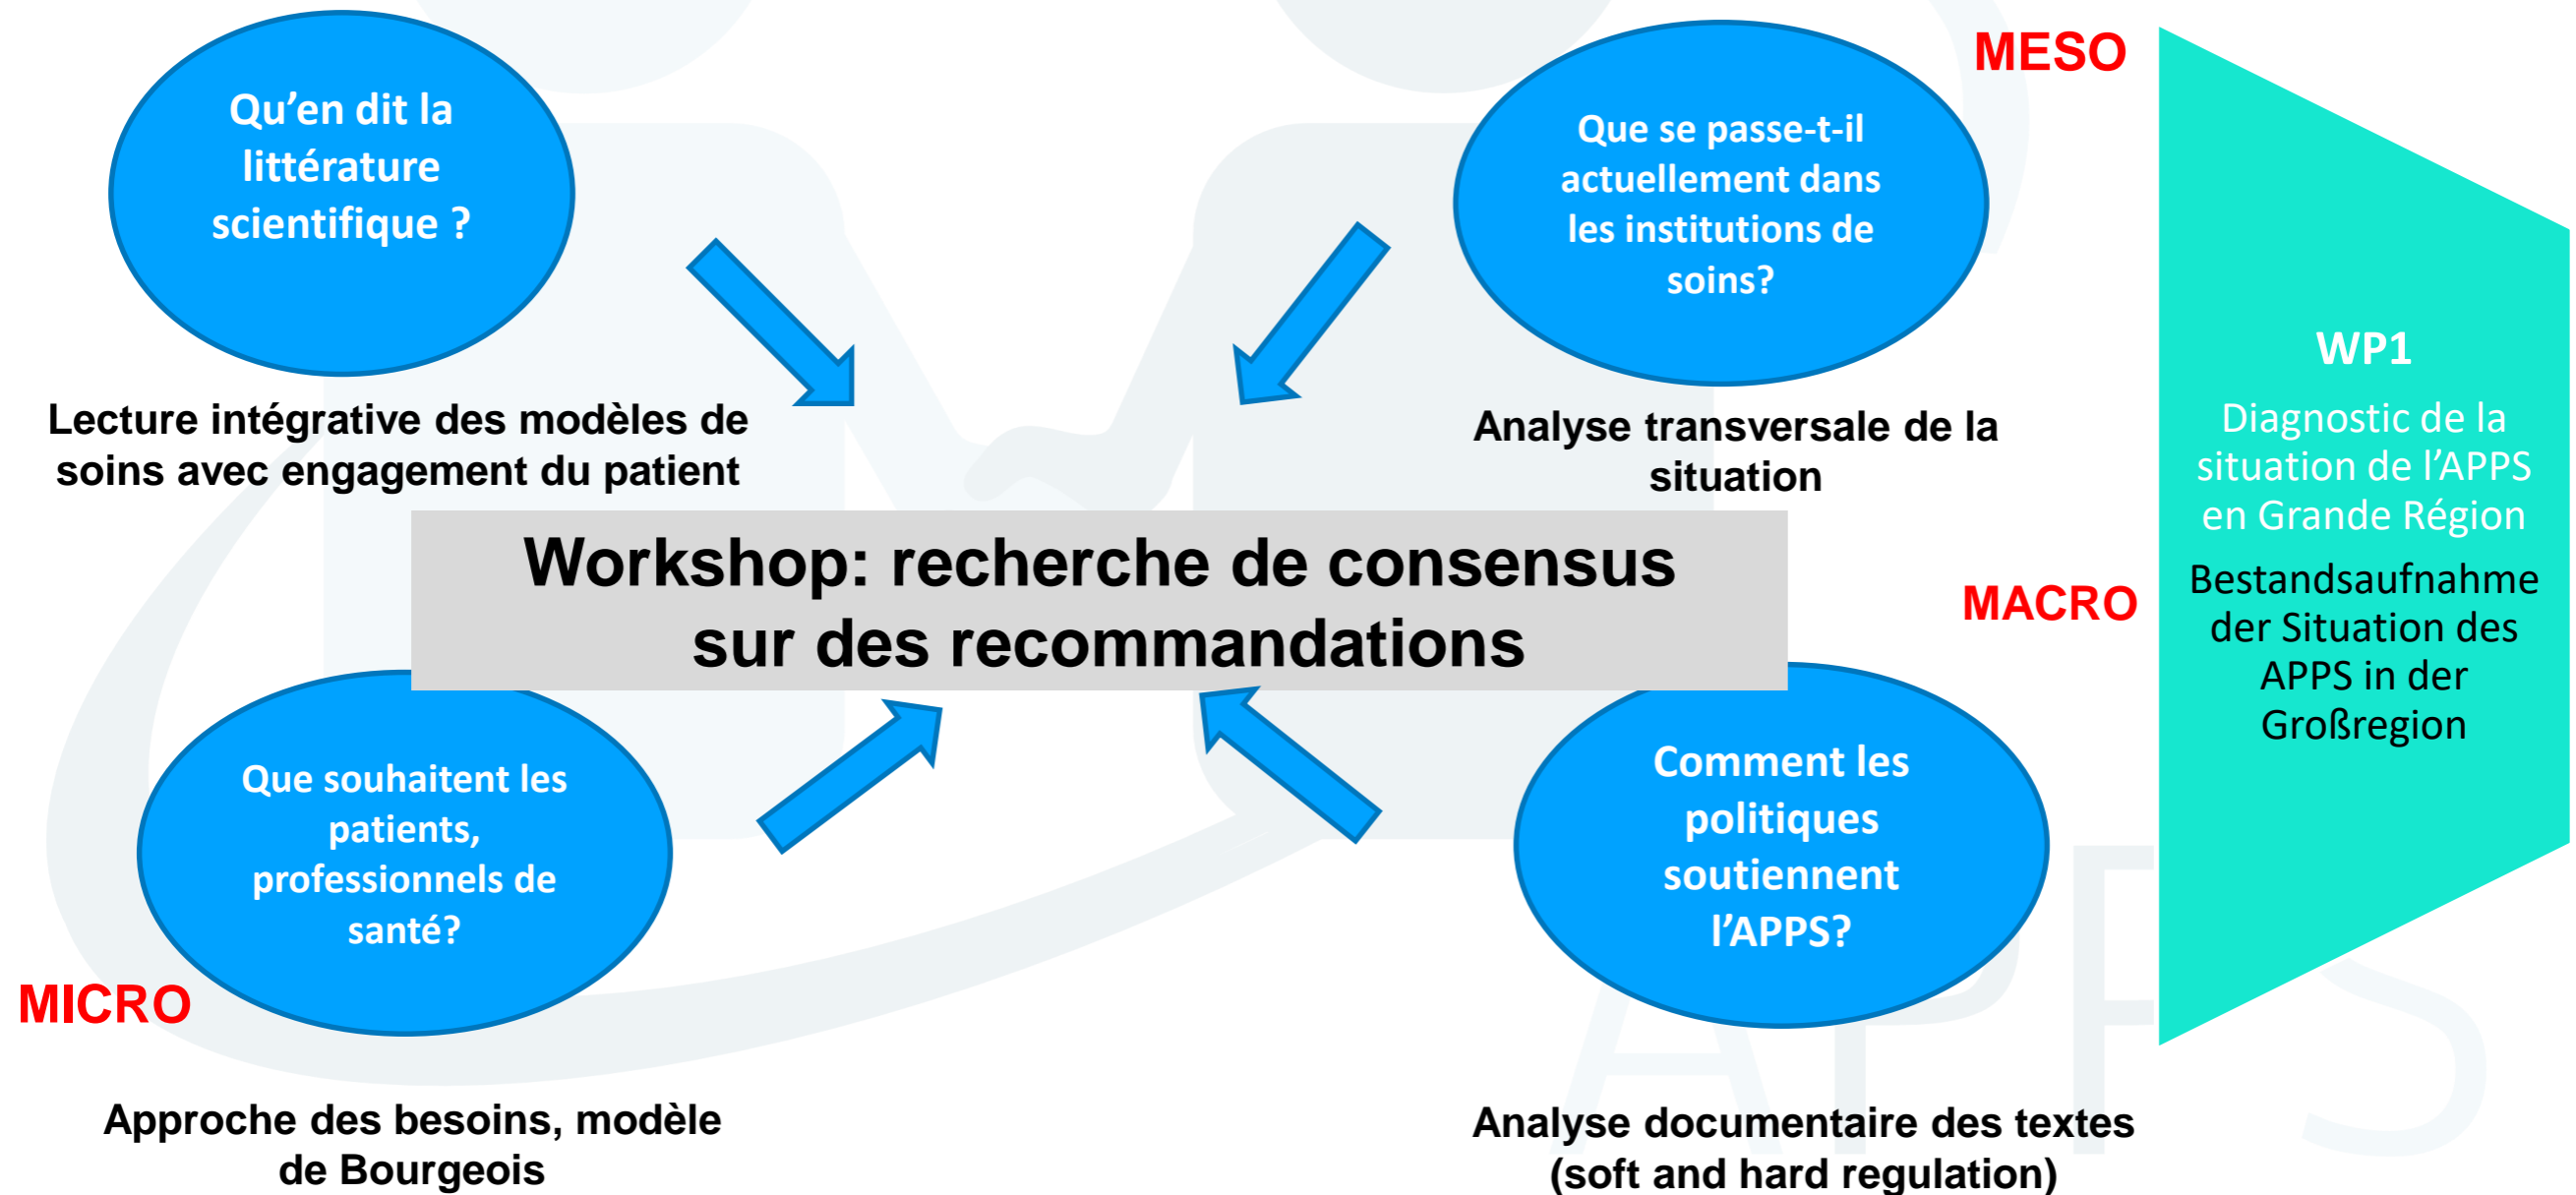 Qu’en dit la
littérature
scientifique ?
Lecture intégrative des modèles de
soins avec engagement du patient
MESO
Que se passe-t-il
actuellement dans
les institutions de
soins?
Analyse transversale de la
situation
Workshop: recherche de consensus
sur des recommandations
MACRO
Que souhaitent les
patients,
professionnels de
santé?
MICRO
Approche des besoins, modèle
de Bourgeois
Comment les
politiques
soutiennent
l’APPS?
Analyse documentaire des textes
(soft and hard regulation)
WP1
Diagnostic de la
situation de l’APPS
en Grande Région
Bestandsaufnahme
der Situation des
APPS in der
Großregion
APPS